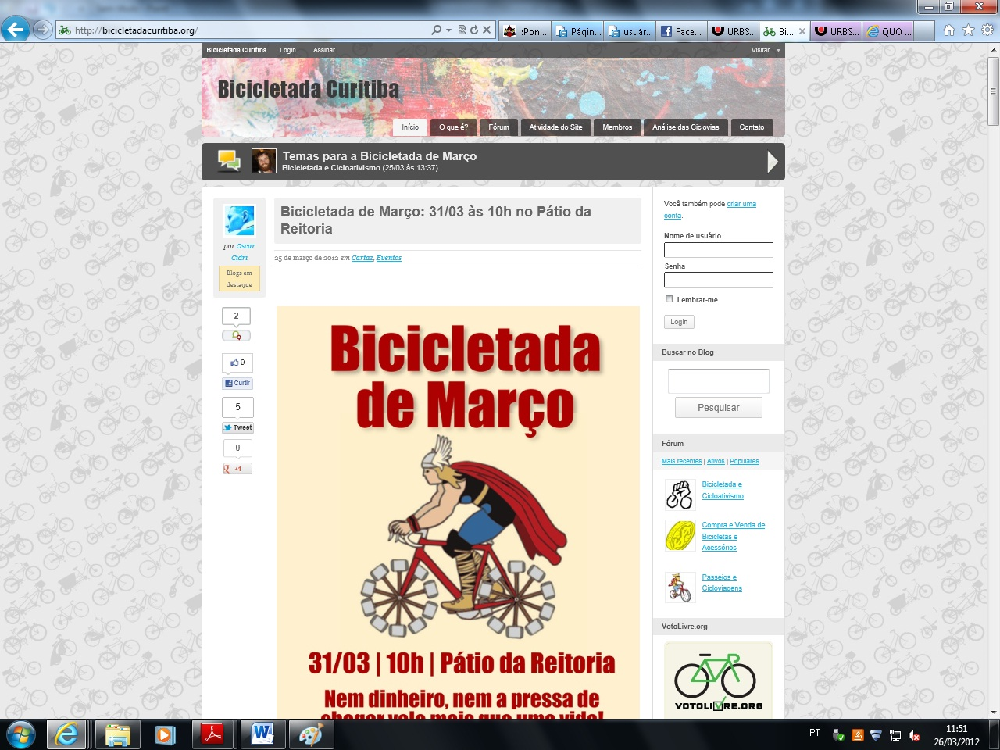 http://bicicletadacuritiba.org/
.:Pon...
Págin...
usuár...
Face...
URBS...
Bi...
URBS...
QUO ...
Bicicletada Curitiba
Login
Assinar
Visitar
Bicicletada Curitiba
Início
O que é?
Fórum
Atividade do Site
Membros
Análise das Ciclovias
Contato
Temas para a Bicicletada de Março
Bicicletada e Cicloativismo (25/03 às 13:37)
por Oscar
Cidri
Blogs em
destaque
2
9
Curtir
5
Tweet
0
+1
Bicicletada de Março: 31/03 às 10h no Pátio da
Reitoria
25 de março de 2012 em Cartaz, Eventos
Bicicletada
de Março
31/03 | 10h | Pátio da Reitoria
Nem dinheiro, nem a pressa de
chegar vale mais que uma vida!
Você também pode criar uma
conta.
Nome de usuário
Senha
Lembrar-me
Login
Buscar no Blog
Pesquisar
Fórum
Mais recentes | Ativos | Populares
Bicicletada e
Cicloativismo
Compra e Venda de
Bicicletas e
Acessórios
Passeios e
Cicloviagens
VotoLivre.org
VOTOLIVRE.ORG
PT
11:51
26/03/2012